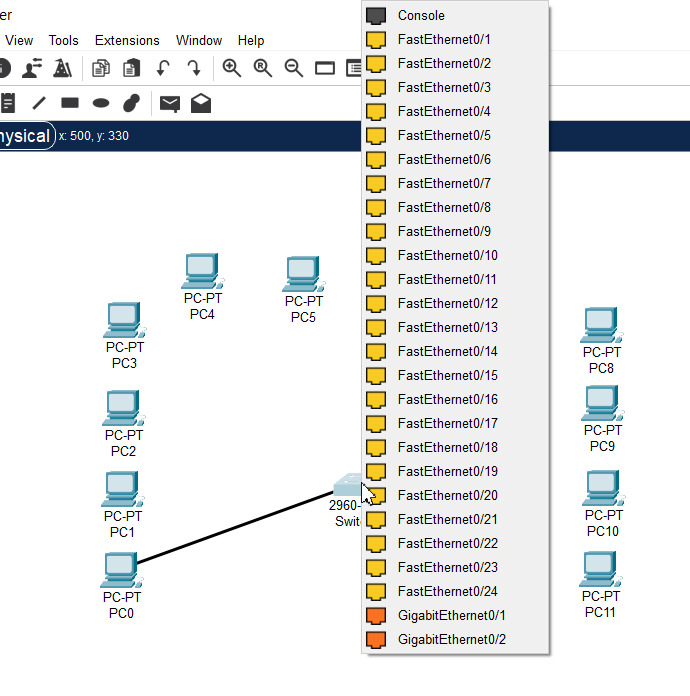 er
View Tools Extensions Window Help
hysical x: 500, y: 330
Console
FastEthernet0/1
FastEthernet0/2
FastEthernet0/3
FastEthernet0/4
FastEthernet0/5
FastEthernet0/6
FastEthernet0/7
FastEthernet0/8
FastEthernet0/9
FastEthernet0/10
FastEthernet0/11
FastEthernet0/12
FastEthernet0/13
FastEthernet0/14
FastEthernet0/15
FastEthernet0/16
FastEthernet0/17
FastEthernet0/18
FastEthernet0/19
FastEthernet0/20
FastEthernet0/21
FastEthernet0/22
FastEthernet0/23
FastEthernet0/24
GigabitEthernet0/1
GigabitEthernet0/2
PC-PT
PC4
PC-PT
PC5
PC-PT
PC3
PC-PT
PC2
PC-PT
PC1
PC-PT
PC0
2960-
Swit
PC-PT
PC8
PC-PT
PC9
PC-PT
PC10
PC-PT
PC11